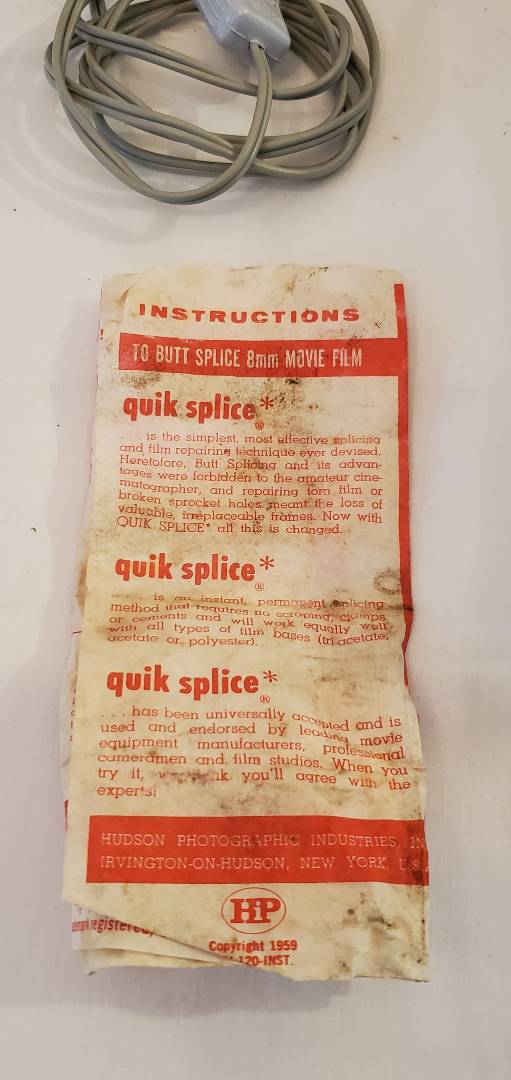 INSTRUCTIONS
TO BUTT SPLICE 8mm MOVIE FILM
quik splice*
®
. . . is the simplest, most effective splicing
and film repairing technique ever devised.
Heretofore, Butt Splicing and its advan-
tages were forbidden to the amateur cine-
matographer, and repairing torn film or
broken sprocket holes meant the loss of
valuable, irreplaceable frames. Now with
QUIK SPLICE* all this is changed.
quik splice*
®
. . . is an instant, permanent splicing
method that requires no scraping, clamps
or cements and will work equally well
with all types of film bases (tri-acetate,
acetate or polyester).
quik splice*
®
. . . has been universally accepted and is
used and endorsed by leading movie
equipment manufacturers, professional
cameramen and film studios. When you
try it, you'll agree with the
experts!
HUDSON PHOTOGRAPHIC INDUSTRIES, IN
IRVINGTON-ON-HUDSON, NEW YORK, U.S.
HiP
registered,
Copyright 1959
120-INST.